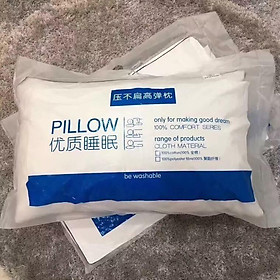 压不扁高弹枕
PILLOW
优质睡眠
only for making good dream
100% COMFORT SERIES
range of products
CLOTH MATERIAL
be washable